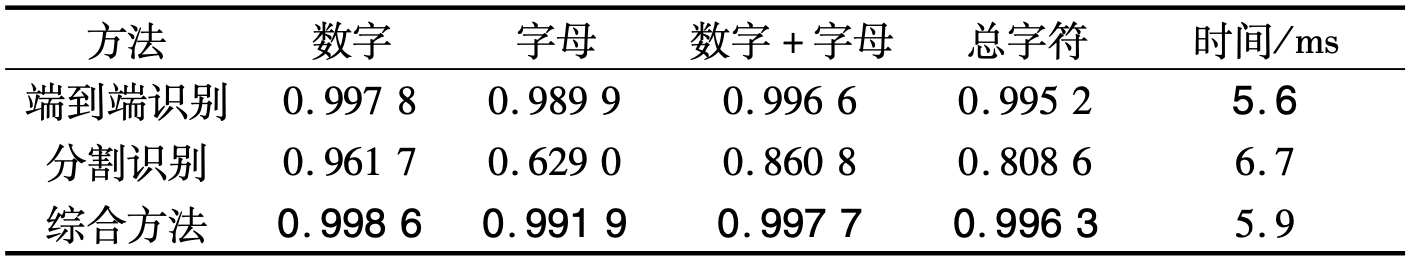 方法 数字 字母 数字+字母 总字符 时间/ms
端到端识别 0.997 8 0.989 9 0.996 6 0.995 2 5.6
分割识别 0.961 7 0.629 0 0.860 8 0.808 6 6.7
综合方法 0.998 6 0.991 9 0.997 7 0.996 3 5.9